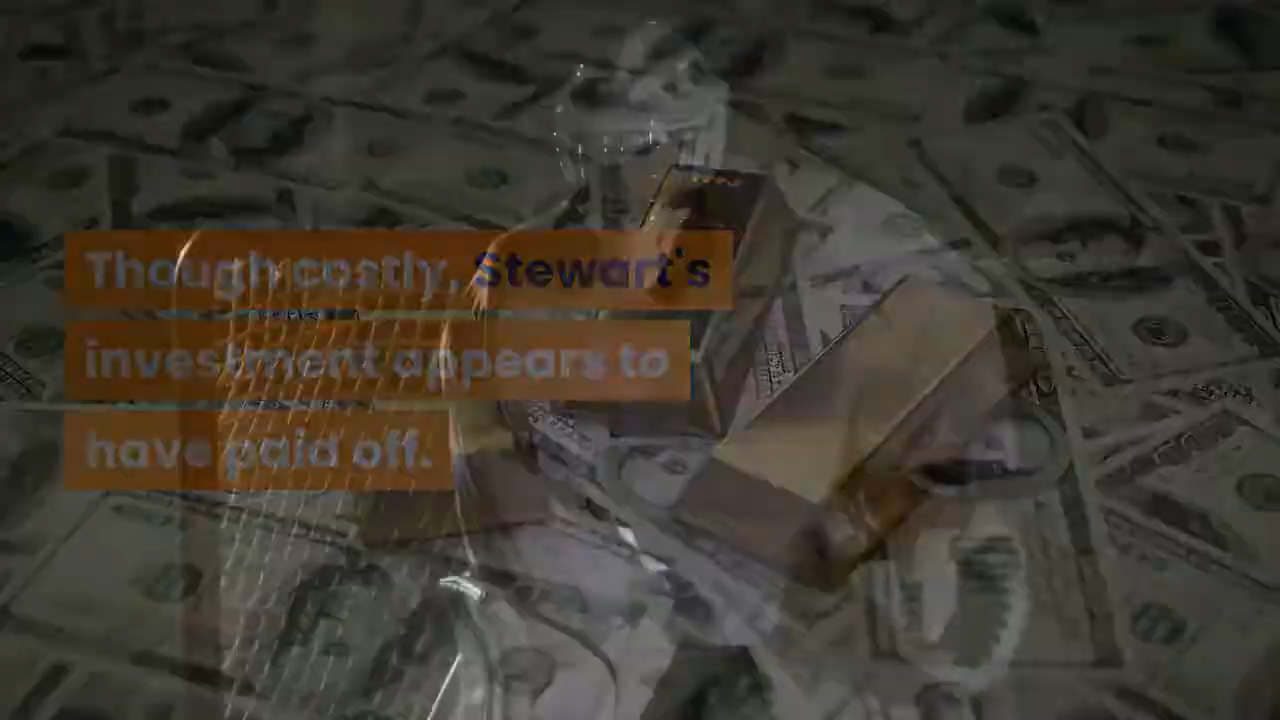 Though costly, Stewart's
investment appears to
have paid off.